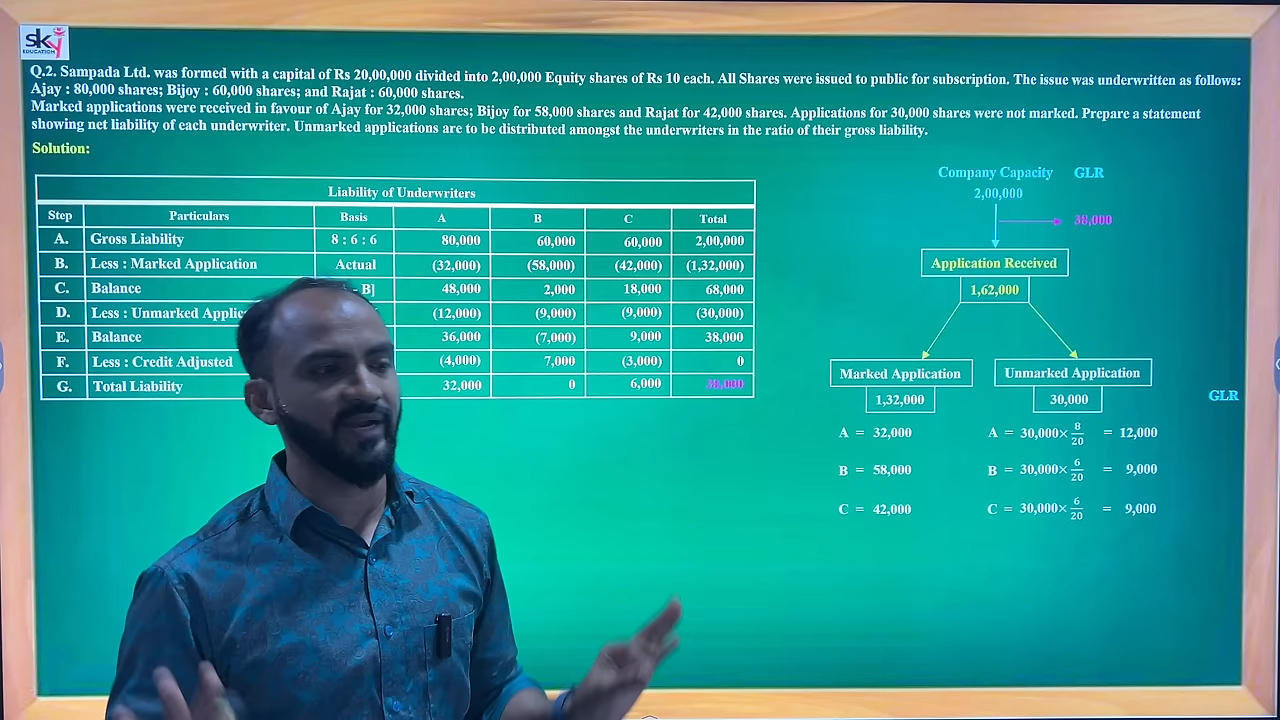 sky
EDUCATION
Q.2. Sampada Ltd. was formed with a capital of Rs 20,00,000 divided into 2,00,000 Equity shares of Rs 10 each. All Shares were issued to public for subscription. The issue was underwritten as follows:
Ajay : 80,000 shares; Bijoy : 60,000 shares; and Rajat : 60,000 shares.
Marked applications were received in favour of Ajay for 32,000 shares; Bijoy for 58,000 shares and Rajat for 42,000 shares. Applications for 30,000 shares were not marked. Prepare a statement
showing net liability of each underwriter. Unmarked applications are to be distributed amongst the underwriters in the ratio of their gross liability.
Solution:
Liability of Underwriters
Step Particulars Basis A B C Total
A. Gross Liability 8 : 6 : 6 80,000 60,000 60,000 2,00,000
B. Less : Marked Application Actual (32,000) (58,000) (42,000) (1,32,000)
C. Balance - B] 48,000 2,000 18,000 68,000
D. Less : Unmarked (12,000) (9,000) (9,000) (30,000)
E. Balance 36,000 (7,000) 9,000 38,000
F. Less : Credit Adjusted (4,000) 7,000 (3,000) 0
G. Total Liability 32,000 0 6,000 38,000
Company Capacity GLR
2,00,000
38,000
Application Received
1,62,000
Marked Application Unmarked Application
1,32,000 30,000 GLR
A = 32,000 A = 30,000× 8/20 = 12,000
B = 58,000 B = 30,000× 6/20 = 9,000
C = 42,000 C = 30,000× 6/20 = 9,000